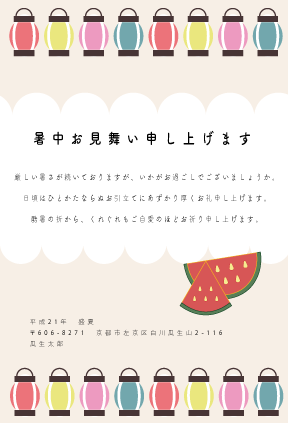 暑中お見舞い申し上げます
厳しい暑さが続いておりますが、いかがお過ごしでございましょうか。
日頃はひとかたならぬお引立てにあずかり厚くお礼申し上げます。
酷暑の折から、くれぐれもご自愛のほどお祈り申し上げます。
平成21年 盛夏
〒606-8271 京都市左京区白川瓜生山2-116
瓜生太郎